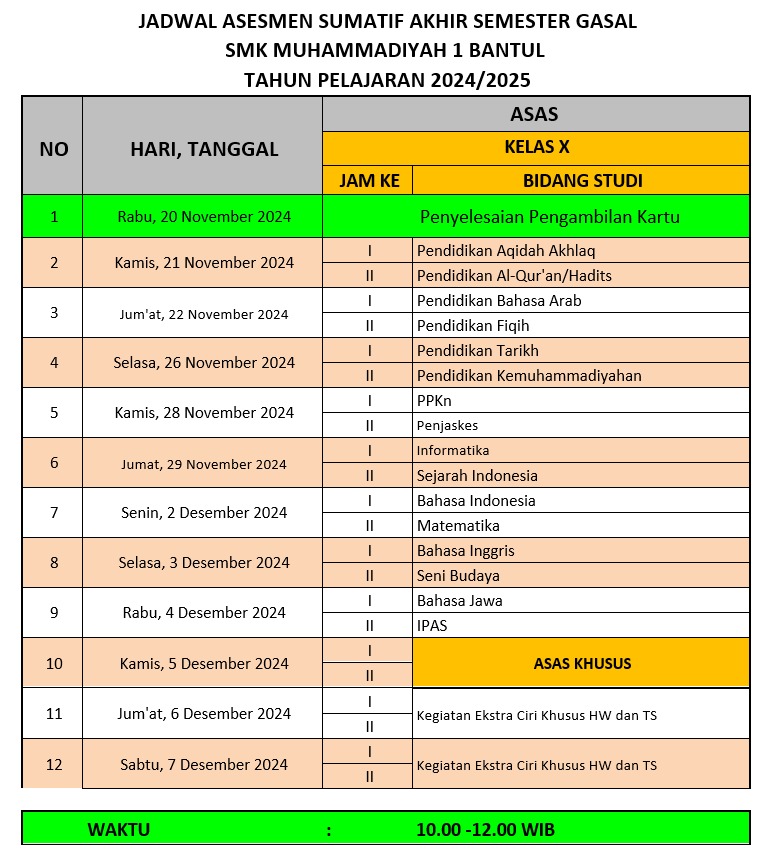 JADWAL ASESMEN SUMATIF AKHIR SEMESTER GASAL
SMK MUHAMMADIYAH 1 BANTUL
TAHUN PELAJARAN 2024/2025
NO HARI, TANGGAL ASAS
KELAS X
JAM KE BIDANG STUDI
1 Rabu, 20 November 2024 Penyelesaian Pengambilan Kartu
2 Kamis, 21 November 2024 I Pendidikan Aqidah Akhlaq
II Pendidikan Al-Qur'an/Hadits
3 Jum'at, 22 November 2024 I Pendidikan Bahasa Arab
II Pendidikan Fiqih
4 Selasa, 26 November 2024 I Pendidikan Tarikh
II Pendidikan Kemuhammadiyahan
5 Kamis, 28 November 2024 I PPKn
II Penjaskes
6 Jumat, 29 November 2024 I Informatika
II Sejarah Indonesia
7 Senin, 2 Desember 2024 I Bahasa Indonesia
II Matematika
8 Selasa, 3 Desember 2024 I Bahasa Inggris
II Seni Budaya
9 Rabu, 4 Desember 2024 I Bahasa Jawa
II IPAS
10 Kamis, 5 Desember 2024 I ASAS KHUSUS
II
11 Jum'at, 6 Desember 2024 I Kegiatan Ekstra Ciri Khusus HW dan TS
II
12 Sabtu, 7 Desember 2024 I Kegiatan Ekstra Ciri Khusus HW dan TS
II
WAKTU : 10.00 -12.00 WIB